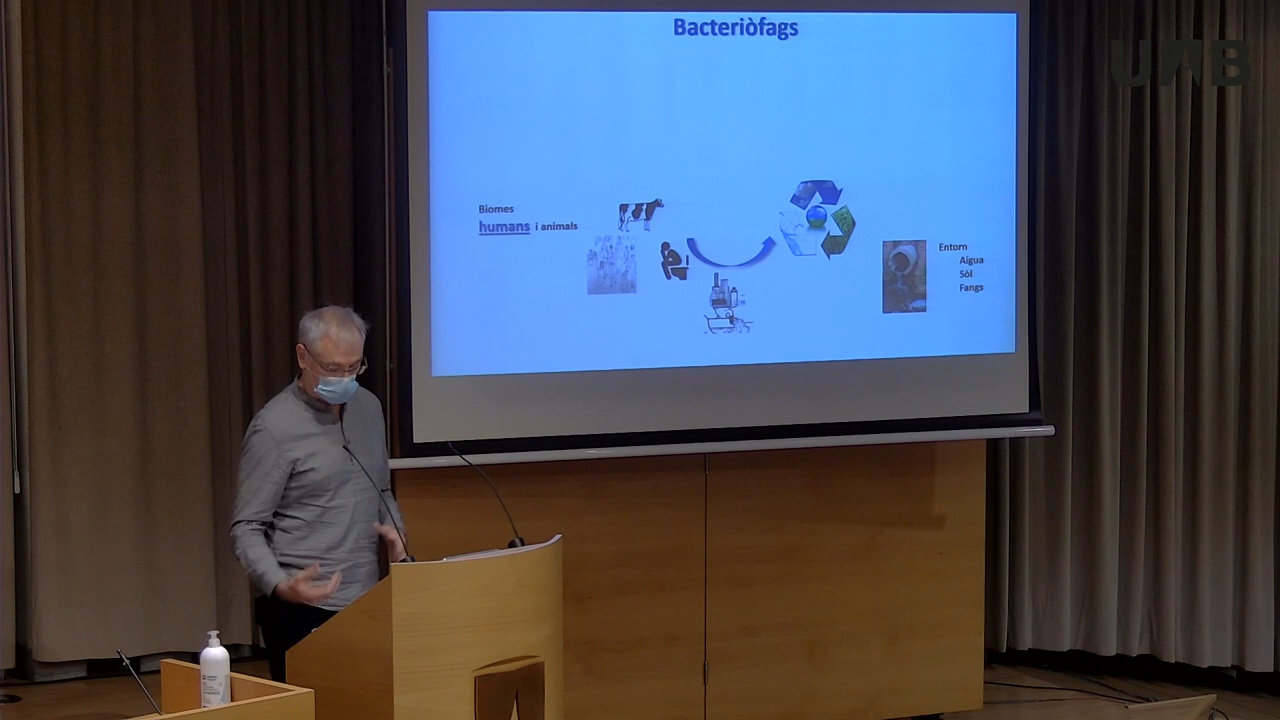 Bacteriòfags
UAB
Biomes
humans i animals
Entorn
Aigua
Sòl
Fangs